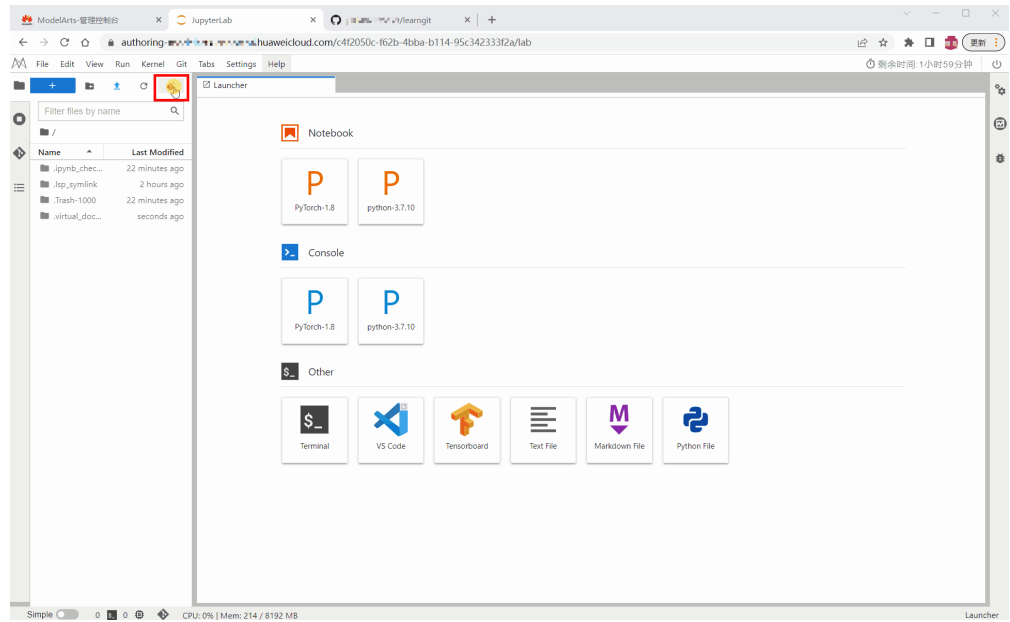 ModelArts-管理控制台 JupyterLab /learngit
authoring- huaweicloud.com/c4f2050c-f62b-4bba-b114-95c342333f2a/lab 更新
File Edit View Run Kernel Git Tabs Settings Help 剩余时间:1小时59分钟
Launcher
Filter files by name
/
Name Last Modified
.ipynb_chec... 22 minutes ago
.lsp_symlink 2 hours ago
.Trash-1000 22 minutes ago
.virtual_doc... seconds ago
Notebook
P P
PyTorch-1.8 python-3.7.10
Console
P P
PyTorch-1.8 python-3.7.10
$_ Other
$_ M
Terminal VS Code Tensorboard Text File Markdown File Python File
Simple 0 $_ 0 CPU: 0% | Mem: 214 / 8192 MB Launcher